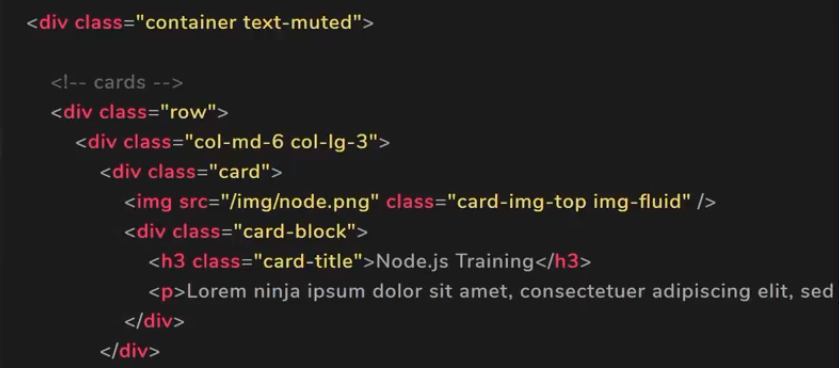 <div class="container text-muted">
<!-- cards -->
<div class="row">
<div class="col-md-6 col-lg-3">
<div class="card">
<img src="/img/node.png" class="card-img-top img-fluid" />
<div class="card-block">
<h3 class="card-title">Node.js Training</h3>
<p>Lorem ninja ipsum dolor sit amet, consectetuer adipiscing elit, sed
</div>
</div>